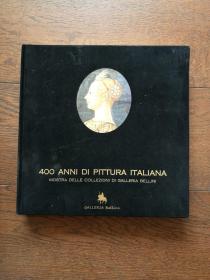 400 ANNI DI PITTURA ITALIANA
MOSTRA DELLE COLLEZIONI DI GALLERIA BELLINI
GALLERIA Bellini